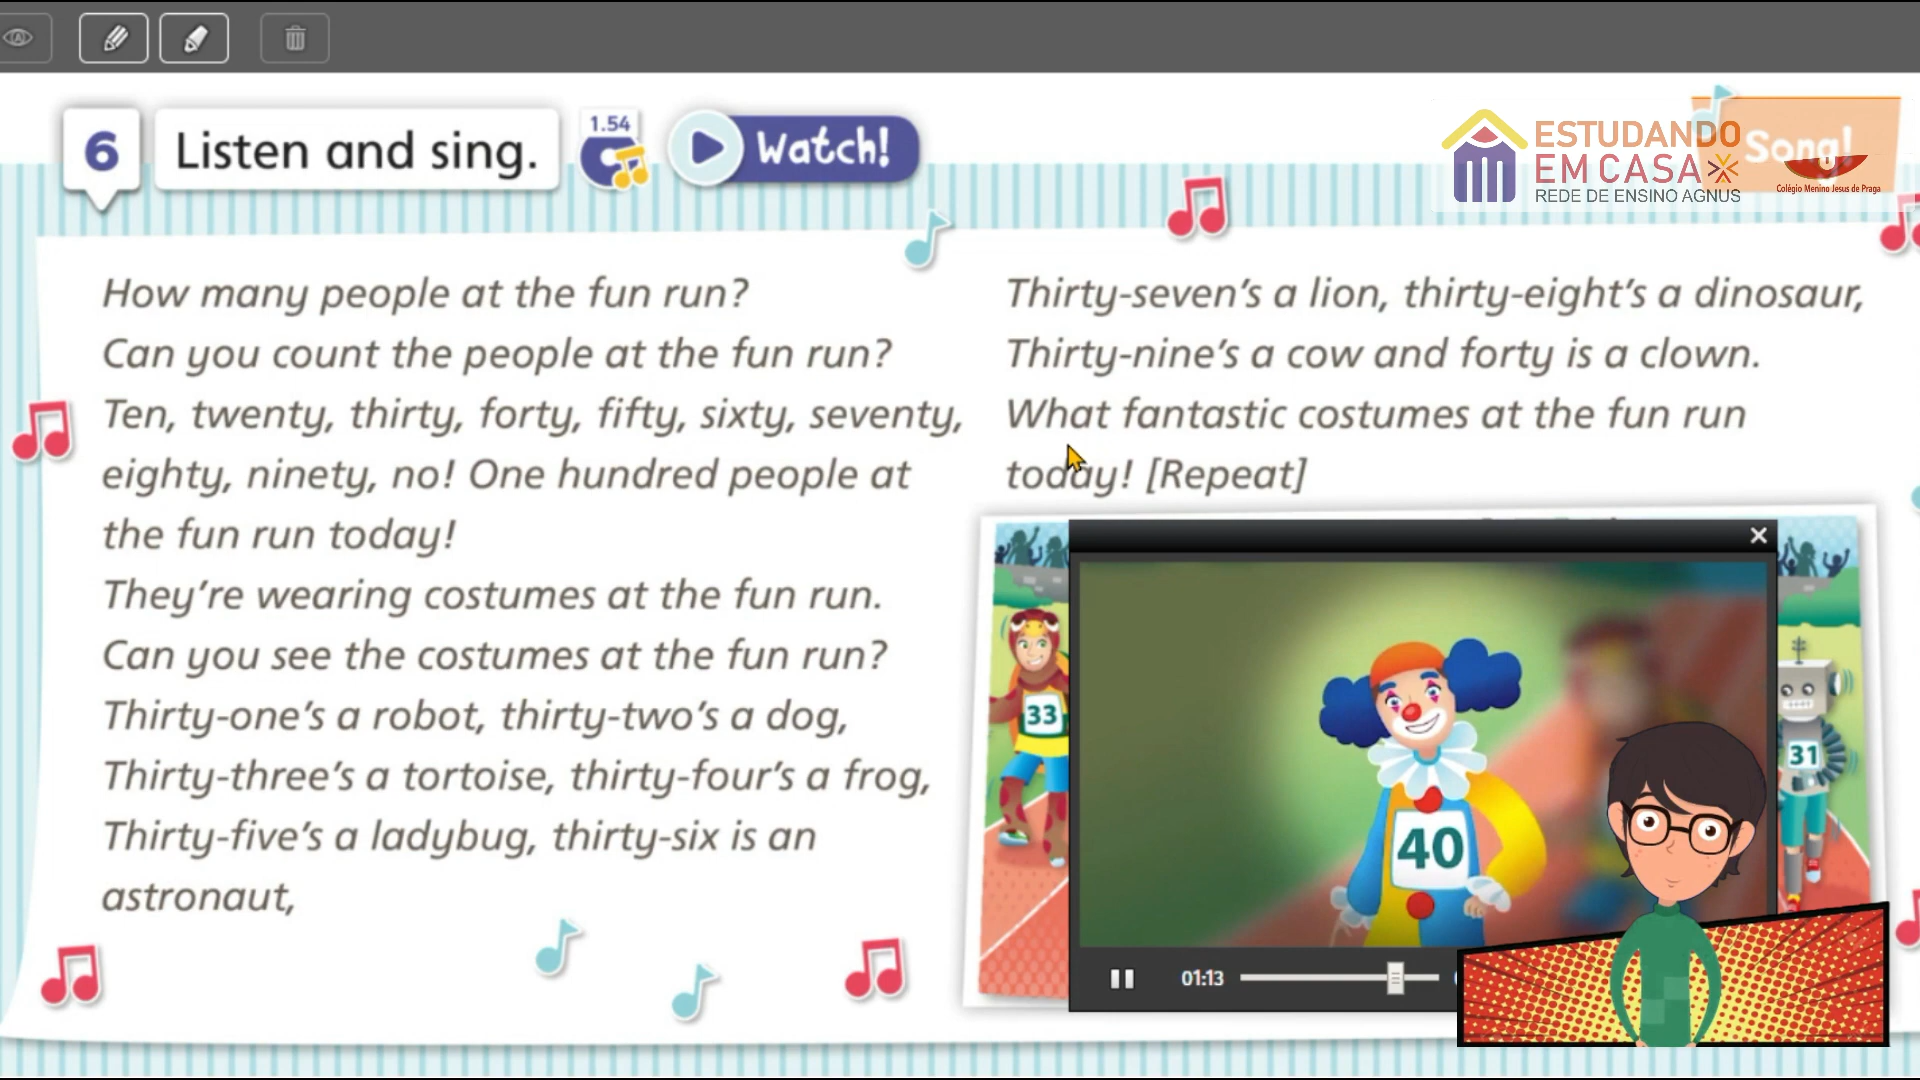 6
Listen and sing.
1.54
Watch!
ESTUDANDO
EM CASA
REDE DE ENSINO AGNUS
Song!
Colégio Menino Jesus de Praga
How many people at the fun run?
Can you count the people at the fun run?
Ten, twenty, thirty, forty, fifty, sixty, seventy,
eighty, ninety, no! One hundred people at
the fun run today!
They're wearing costumes at the fun run.
Can you see the costumes at the fun run?
Thirty-one's a robot, thirty-two's a dog,
Thirty-three's a tortoise, thirty-four's a frog,
Thirty-five's a ladybug, thirty-six is an
astronaut,
Thirty-seven's a lion, thirty-eight's a dinosaur,
Thirty-nine's a cow and forty is a clown.
What fantastic costumes at the fun run
today! [Repeat]
33
40
31
01:13